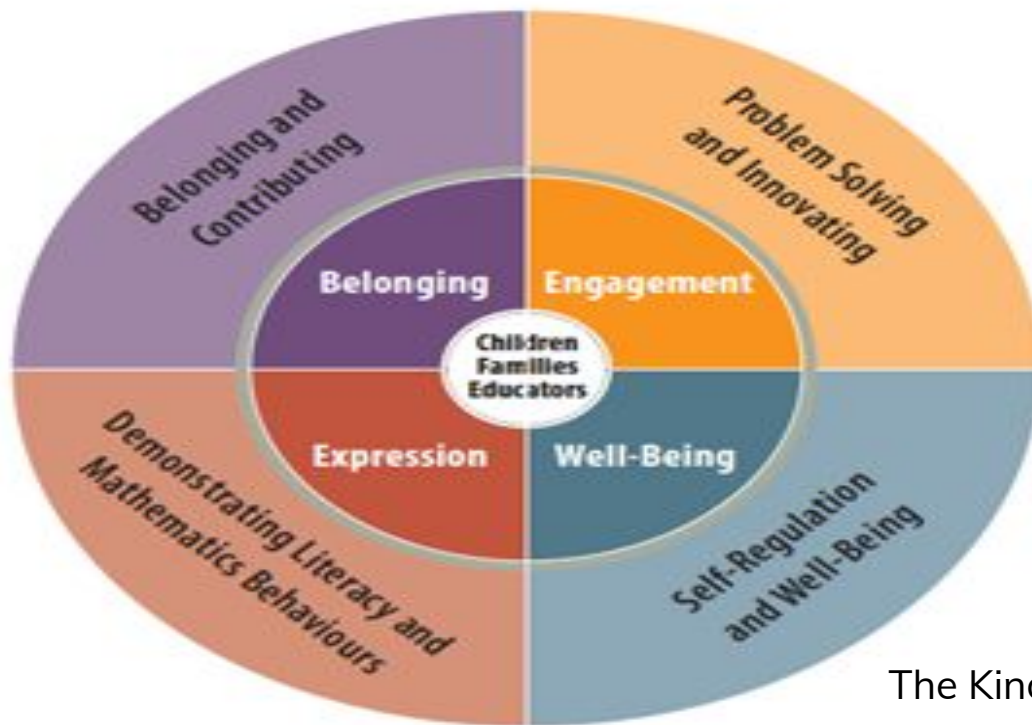 Belonging and
Contributing
Problem Solving
and Innovating
Belonging
Engagement
Children
Families
Educators
Expression
Well-Being
Demonstrating Literacy and
Mathematics Behaviours
Self-Regulation
and Well-Being
The